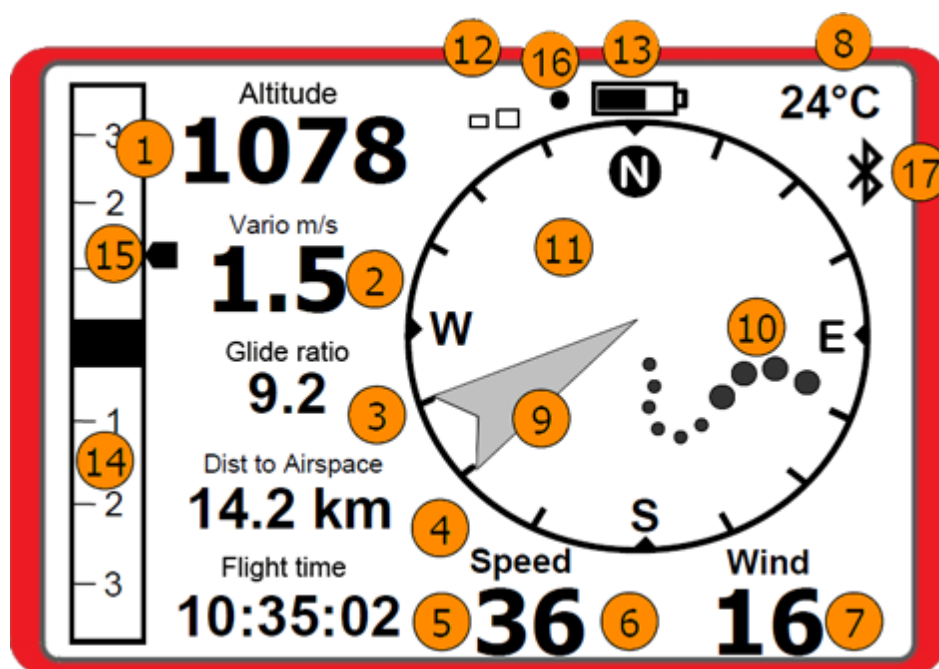 12
16
13
8
24°C
Altitude
1078
1
3
2
N
17
Vario m/s
1.5
15
2
11
W
E
10
Glide ratio
9.2
3
9
1
14
2
3
Dist to Airspace
14.2 km
4
S
Flight time
10:35:02
5
Speed
36
6
Wind
16
7